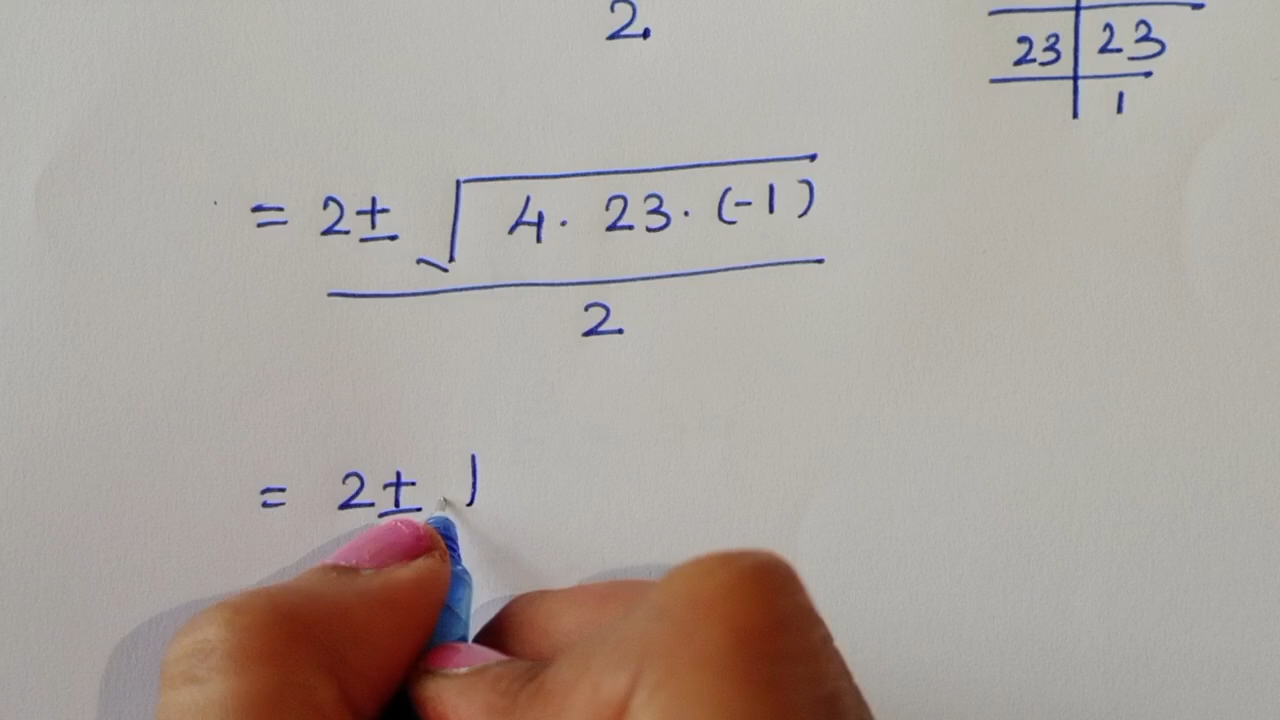 2.
23 | 23
1
= 2± √4. 23. (-1)
2
= 2±